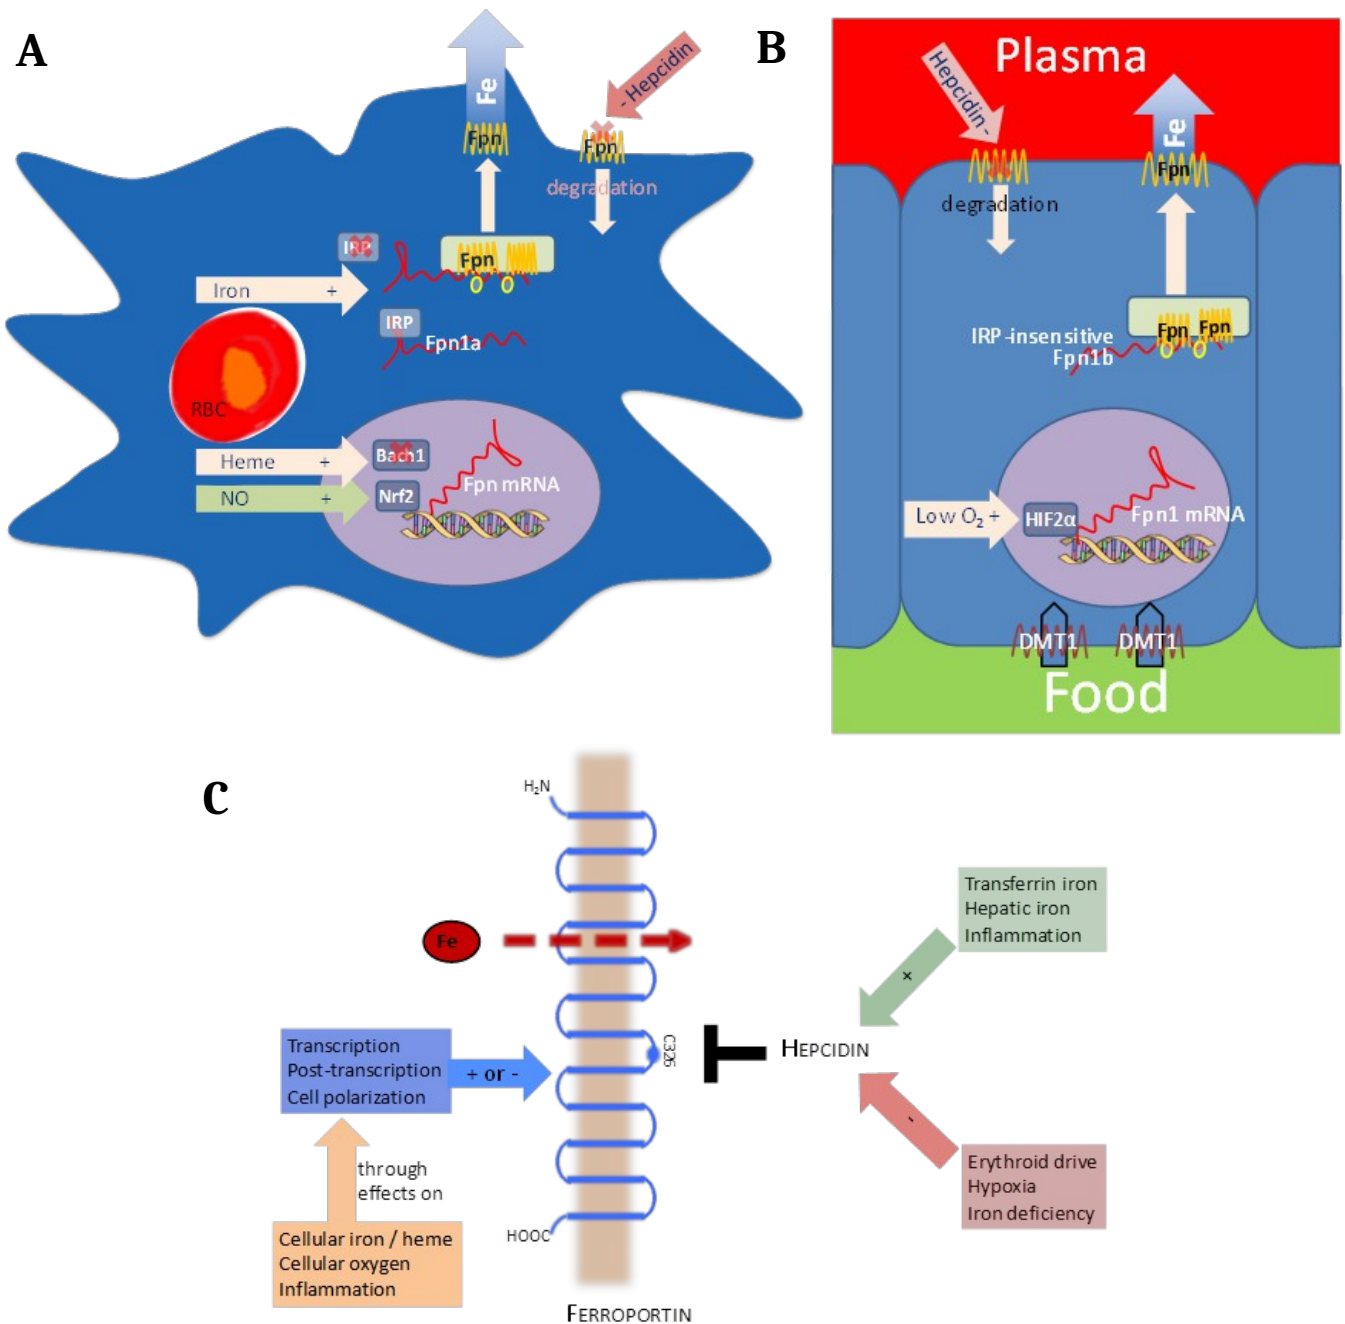 A
Fe
- Hepcidin
Fpn
Fpn
degradation
IRP
Fpn
Iron +
IRP
Fpn1a
RBC
Heme +
Bach1
NO +
Nrf2
Fpn mRNA
B
Plasma
Hepcidin -
Fe
Fpn
degradation
Fpn Fpn
IRP-insensitive
Fpn1b
Low O₂ +
HIF2α
Fpn1 mRNA
DMT1 DMT1
Food
C
H₂N
Fe
Transferrin iron
Hepatic iron
Inflammation
+
C326
HEPCIDIN
Transcription
Post-transcription
Cell polarization
+ or -
-
through
effects on
Erythroid drive
Hypoxia
Iron deficiency
HOOC
Cellular iron / heme
Cellular oxygen
Inflammation
FERROPORTIN